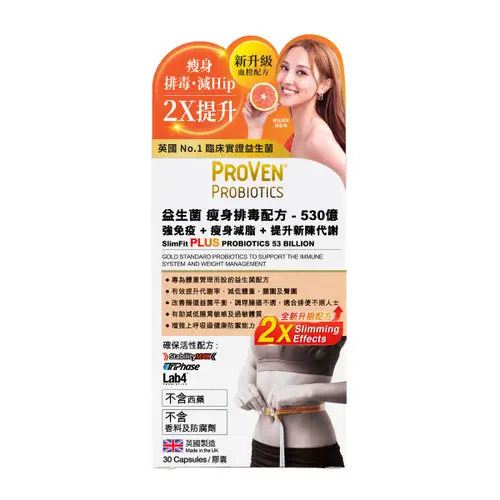 瘦身
排毒·減Hip
2X提升
新升級
血橙配方
英國 No.1 臨床實證益生菌
PROVEN®
PROBIOTICS
益生菌 瘦身排毒配方 - 530億
強免疫 + 瘦身減脂 + 提升新陳代謝
SlimFit PLUS PROBIOTICS 53 BILLION
GOLD STANDARD PROBIOTICS TO SUPPORT THE IMMUNE
SYSTEM AND WEIGHT MANAGEMENT
• 專為體重管理而設的益生菌配方
• 有效提升代謝率，減低體重、腰圍及臀圍
• 改善腸道益菌平衡，調理腸道不適，適合排便不順人士
• 有助減低腸胃敏感及過敏體質
• 增強上呼吸道健康防禦能力
全新升級配方
2X Slimming
Effects
確保活性配方：
StabilityMAX
TriPhase
Lab4
PROBIOTICS
不含西藥
不含
香料及防腐劑
英國製造
Made in the UK
30 Capsules / 膠囊